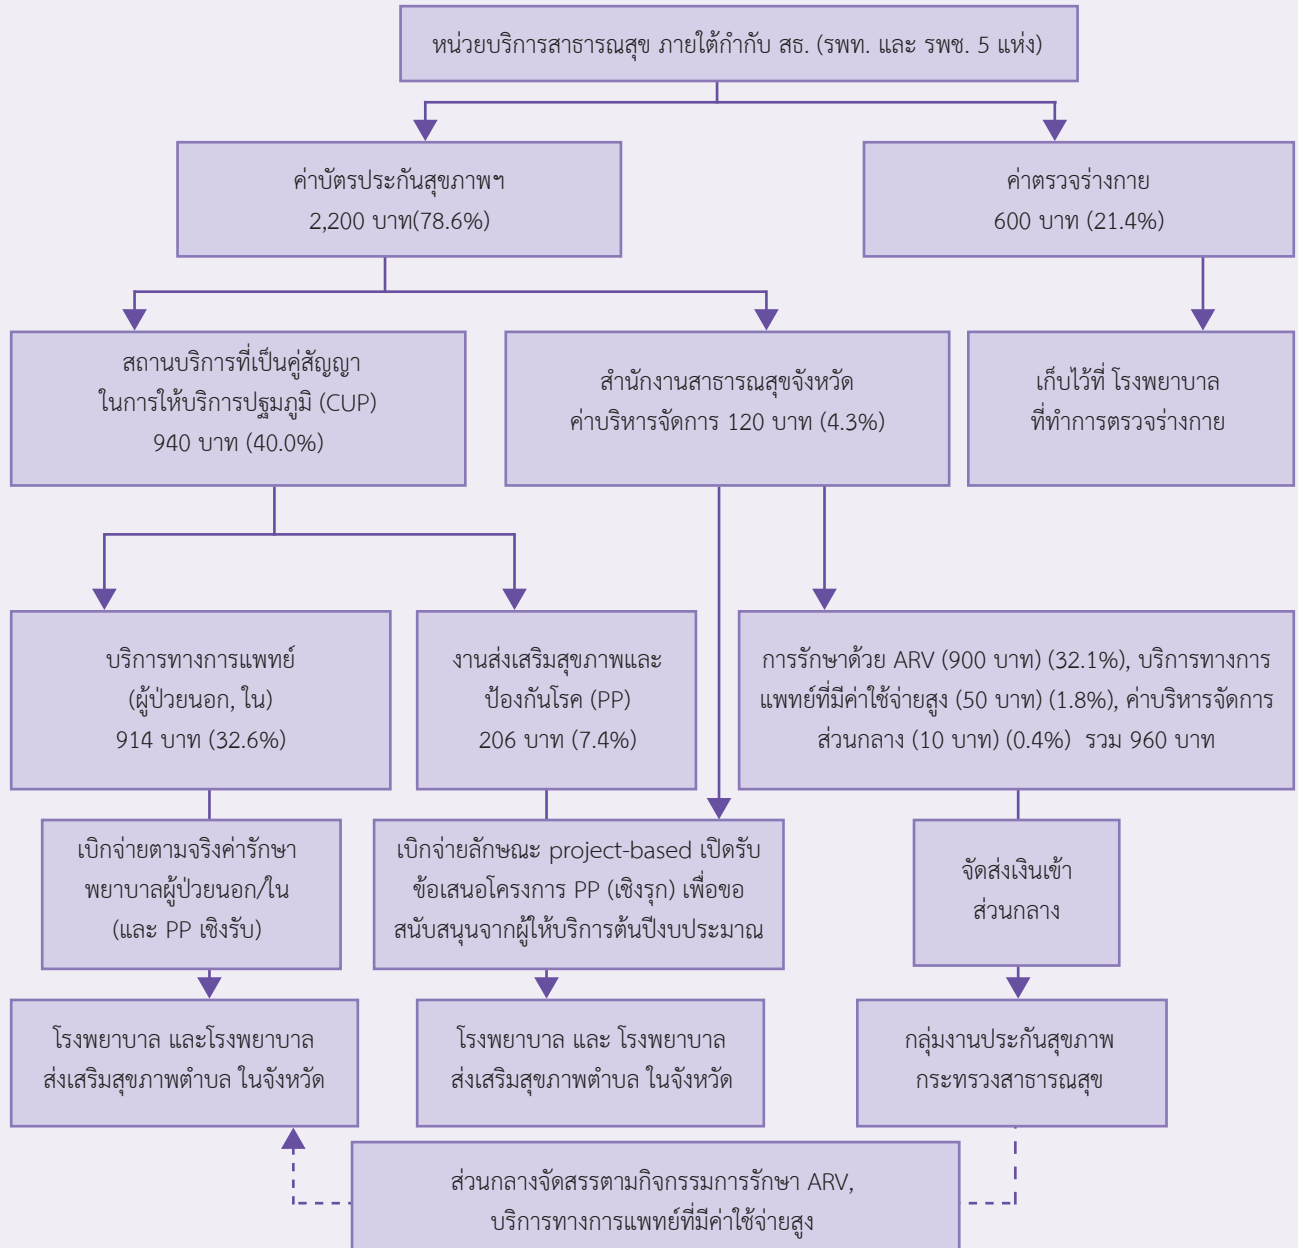 หน่วยบริการสาธารณสุข ภายใต้กำกับ สธ. (รพท. และ รพช. 5 แห่ง)
ค่าบัตรประกันสุขภาพฯ
2,200 บาท(78.6%)
ค่าตรวจร่างกาย
600 บาท (21.4%)
สถานบริการที่เป็นคู่สัญญา
ในการให้บริการปฐมภูมิ (CUP)
940 บาท (40.0%)
สำนักงานสาธารณสุขจังหวัด
ค่าบริหารจัดการ 120 บาท (4.3%)
เก็บไว้ที่ โรงพยาบาล
ที่ทำการตรวจร่างกาย
บริการทางการแพทย์
(ผู้ป่วยนอก, ใน)
914 บาท (32.6%)
งานส่งเสริมสุขภาพและ
ป้องกันโรค (PP)
206 บาท (7.4%)
การรักษาด้วย ARV (900 บาท) (32.1%), บริการทางการ
แพทย์ที่มีค่าใช้จ่ายสูง (50 บาท) (1.8%), ค่าบริหารจัดการ
ส่วนกลาง (10 บาท) (0.4%) รวม 960 บาท
เบิกจ่ายตามจริงค่ารักษา
พยาบาลผู้ป่วยนอก/ใน
(และ PP เชิงรับ)
เบิกจ่ายลักษณะ project-based เปิดรับ
ข้อเสนอโครงการ PP (เชิงรุก) เพื่อขอ
สนับสนุนจากผู้ให้บริการต้นปีงบประมาณ
จัดส่งเงินเข้า
ส่วนกลาง
โรงพยาบาล และโรงพยาบาล
ส่งเสริมสุขภาพตำบล ในจังหวัด
โรงพยาบาล และ โรงพยาบาล
ส่งเสริมสุขภาพตำบล ในจังหวัด
กลุ่มงานประกันสุขภาพ
กระทรวงสาธารณสุข
ส่วนกลางจัดสรรตามกิจกรรมการรักษา ARV,
บริการทางการแพทย์ที่มีค่าใช้จ่ายสูง